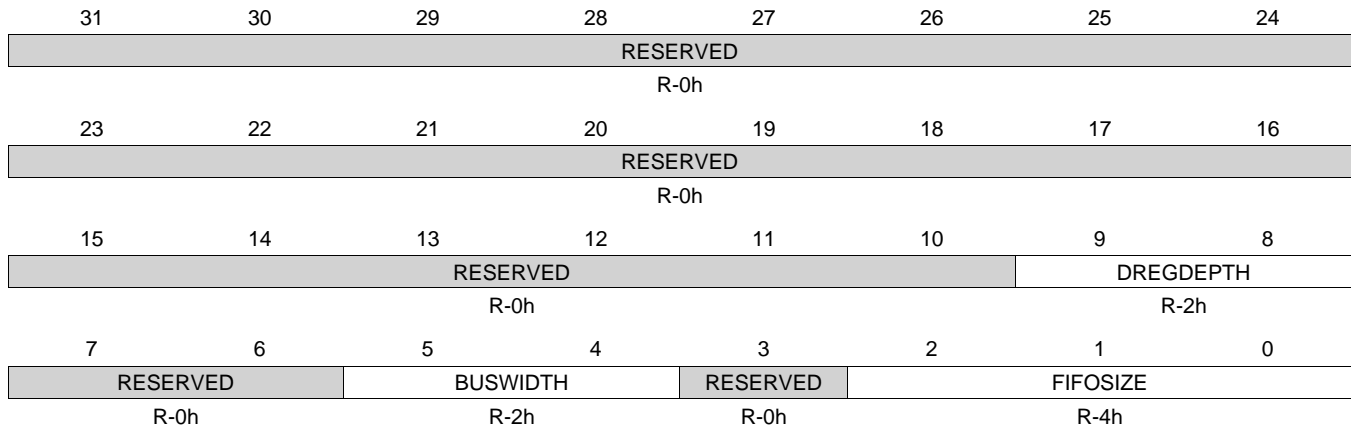 31 30 29 28 27 26 25 24
RESERVED
R-0h
23 22 21 20 19 18 17 16
RESERVED
R-0h
15 14 13 12 11 10 9 8
RESERVED DREGDEPTH
R-0h R-2h
7 6 5 4 3 2 1 0
RESERVED BUSWIDTH RESERVED FIFOSIZE
R-0h R-2h R-0h R-4h